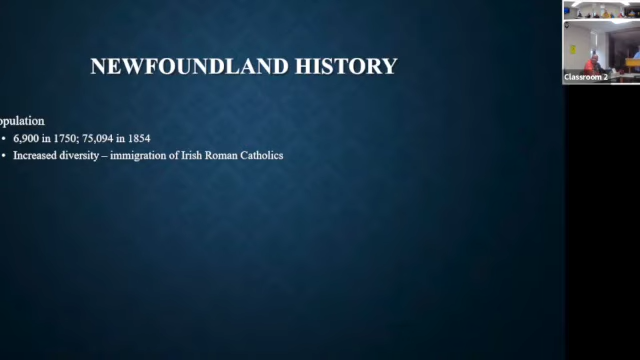 NEWFOUNDLAND HISTORY
opulation
• 6,900 in 1750; 75,094 in 1854
• Increased diversity – immigration of Irish Roman Catholics
Classroom 2